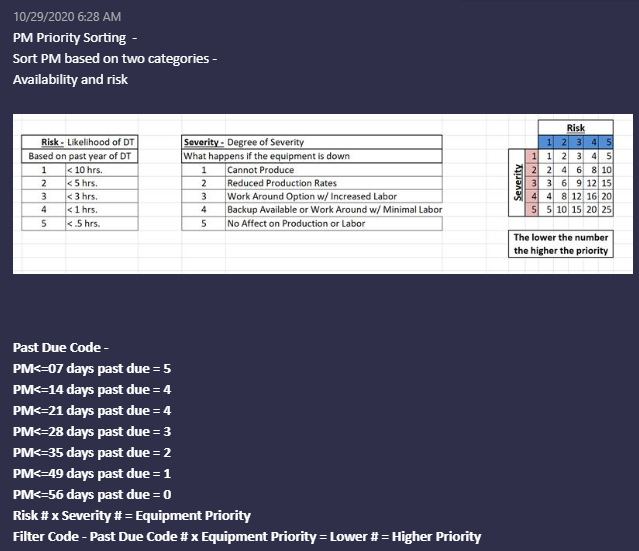 10/29/2020 6:28 AM
PM Priority Sorting -
Sort PM based on two categories -
Availability and risk
Risk - Likelihood of DT
Based on past year of DT
1 < 10 hrs.
2 < 5 hrs.
3 < 3 hrs.
4 < 1 hrs.
5 < .5 hrs.
Severity - Degree of Severity
What happens if the equipment is down
1 Cannot Produce
2 Reduced Production Rates
3 Work Around Option w/ Increased Labor
4 Backup Available or Work Around w/ Minimal Labor
5 No Affect on Production or Labor
Risk
1 2 3 4 5
Severity
1 1 2 3 4 5
2 2 4 6 8 10
3 3 6 9 12 15
4 4 8 12 16 20
5 5 10 15 20 25
The lower the number
the higher the priority
Past Due Code -
PM<=07 days past due = 5
PM<=14 days past due = 4
PM<=21 days past due = 4
PM<=28 days past due = 3
PM<=35 days past due = 2
PM<=49 days past due = 1
PM<=56 days past due = 0
Risk # x Severity # = Equipment Priority
Filter Code - Past Due Code # x Equipment Priority = Lower # = Higher Priority